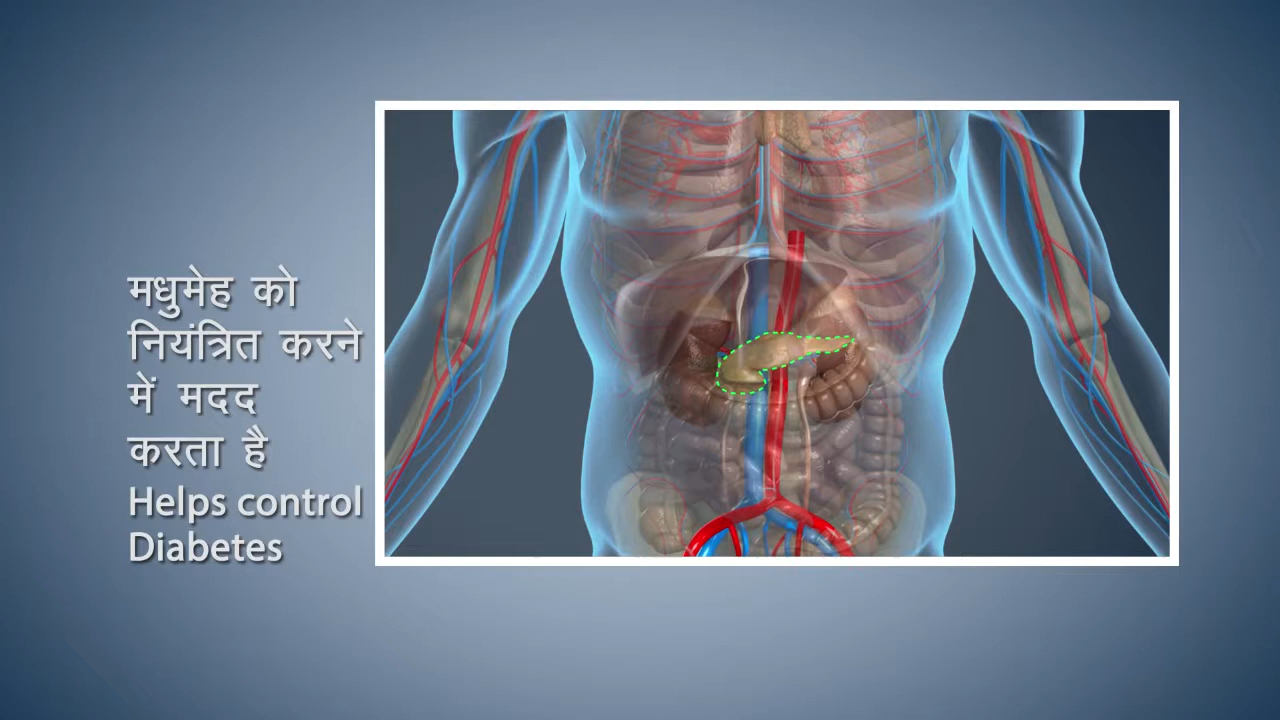 मधुमेह को
नियंत्रित करने
में मदद
करता है
Helps control
Diabetes